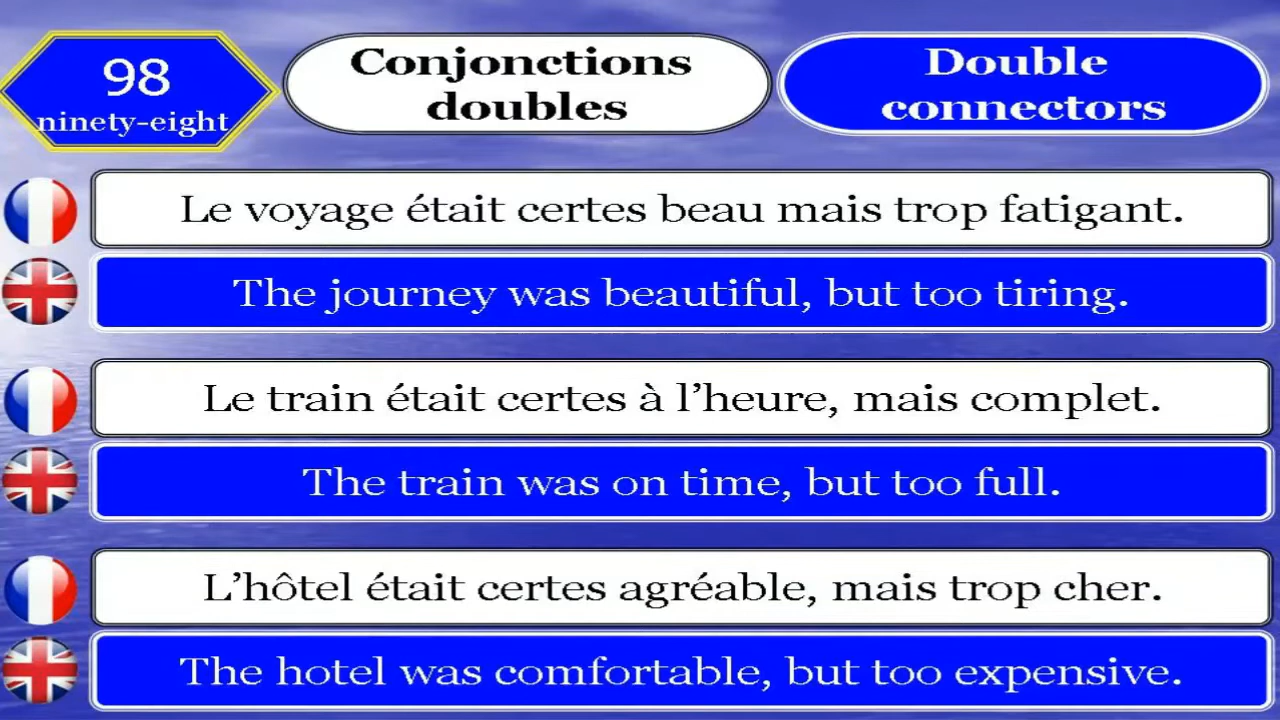 98
ninety-eight
Conjonctions
doubles
Double
connectors
Le voyage était certes beau mais trop fatigant.
The journey was beautiful, but too tiring.
Le train était certes à l’heure, mais complet.
The train was on time, but too full.
L’hôtel était certes agréable, mais trop cher.
The hotel was comfortable, but too expensive.